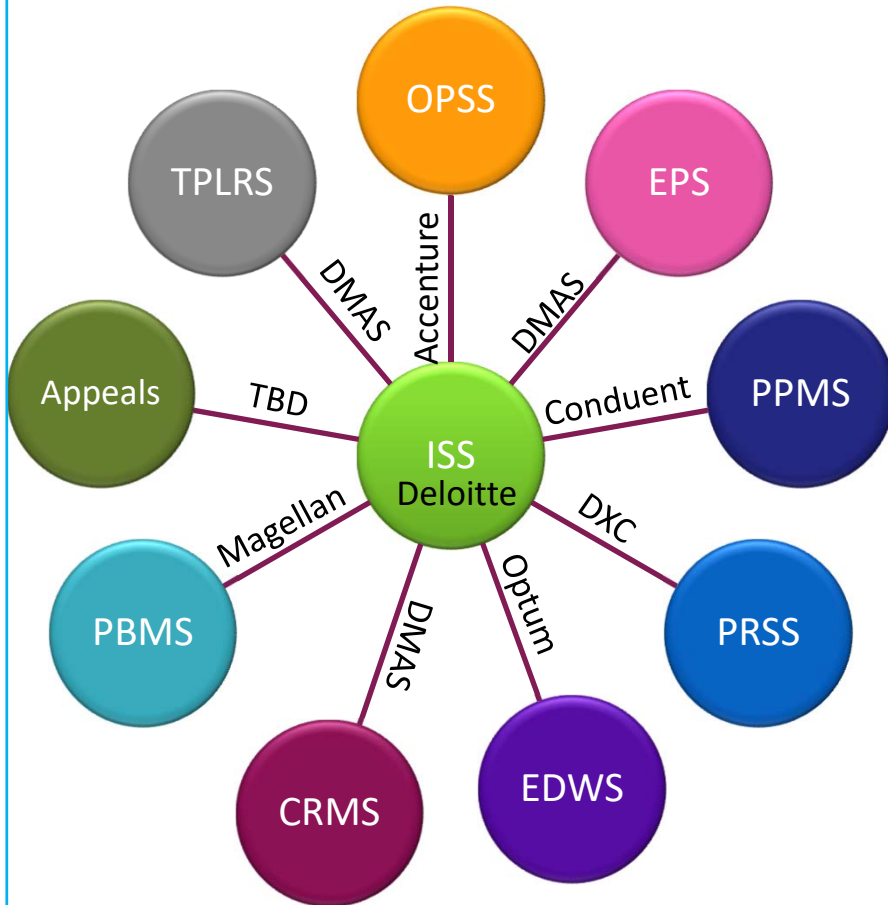 OPSS
TPLRS
EPS
Accenture
DMAS
DMAS
Appeals
TBD
Conduent
PPMS
ISS
Deloitte
Magellan
DXC
Optum
DMAS
PBMS
PRSS
CRMS
EDWS